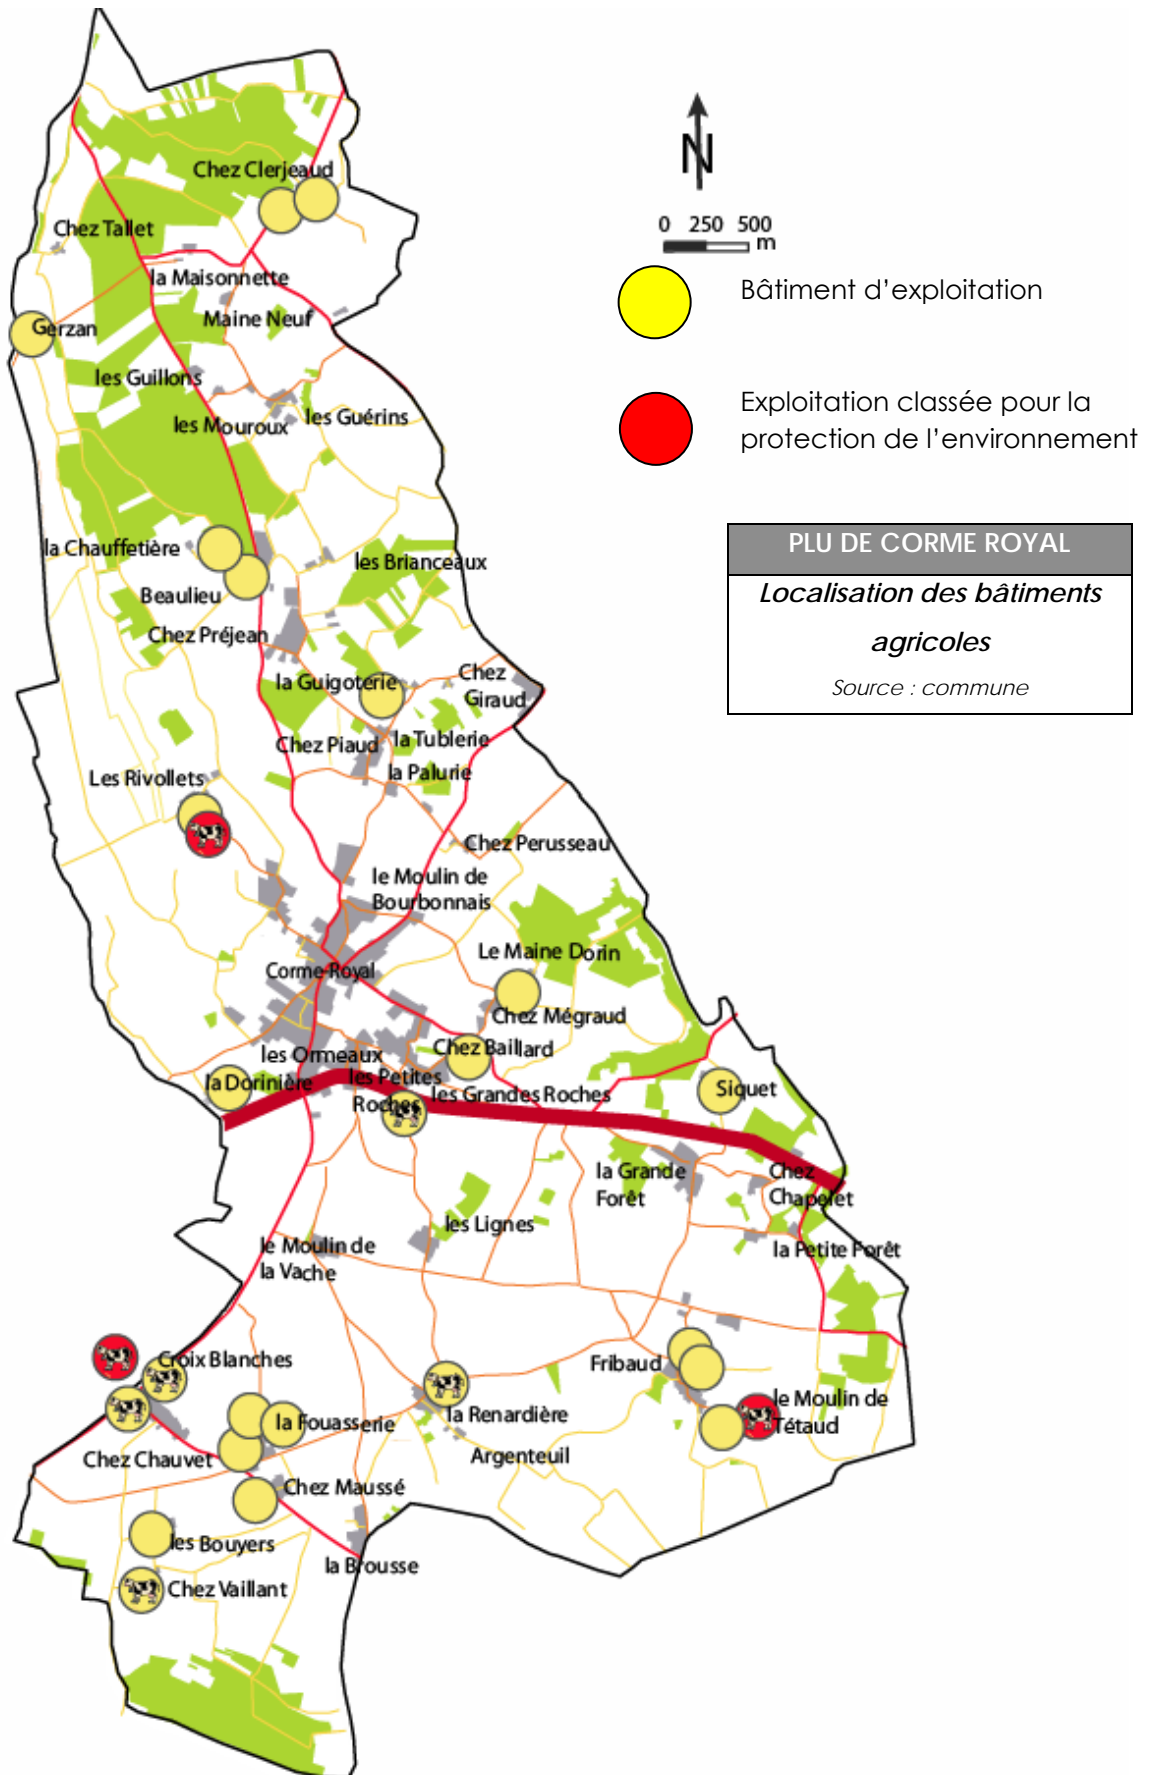 N
0 250 500
m
Bâtiment d'exploitation
Exploitation classée pour la
protection de l'environnement
PLU DE CORME ROYAL
Localisation des bâtiments
agricoles
Source : commune
Chez Clerjeaud
Chez Tallet
la Maisonnette
Maine Neuf
Gerzan
les Guillons
les Mouroux
les Guérins
la Chauffetière
les Brianceaux
Beaulieu
Chez Préjean
la Guigoterie
Chez
Giraud
Chez Piaud
la Tublerie
la Palurie
Les Rivollets
Chez Perusseau
le Moulin de
Bourbonnais
Le Maine Dorin
Corme Royal
Chez Mégraud
les Ormeaux
Chez Baillard
la Dorinière
les Petites
Roches
les Grandes Roches
Siquet
la Grande
Forêt
Chez
Chapelet
les Lignes
le Moulin de
la Vache
la Petite Forêt
Croix Blanches
Fribaud
la Renardière
le Moulin de
Tétaud
la Fouasserie
Chez Chauvet
Argenteuil
Chez Maussé
les Bouyers
la Brousse
Chez Vaillant